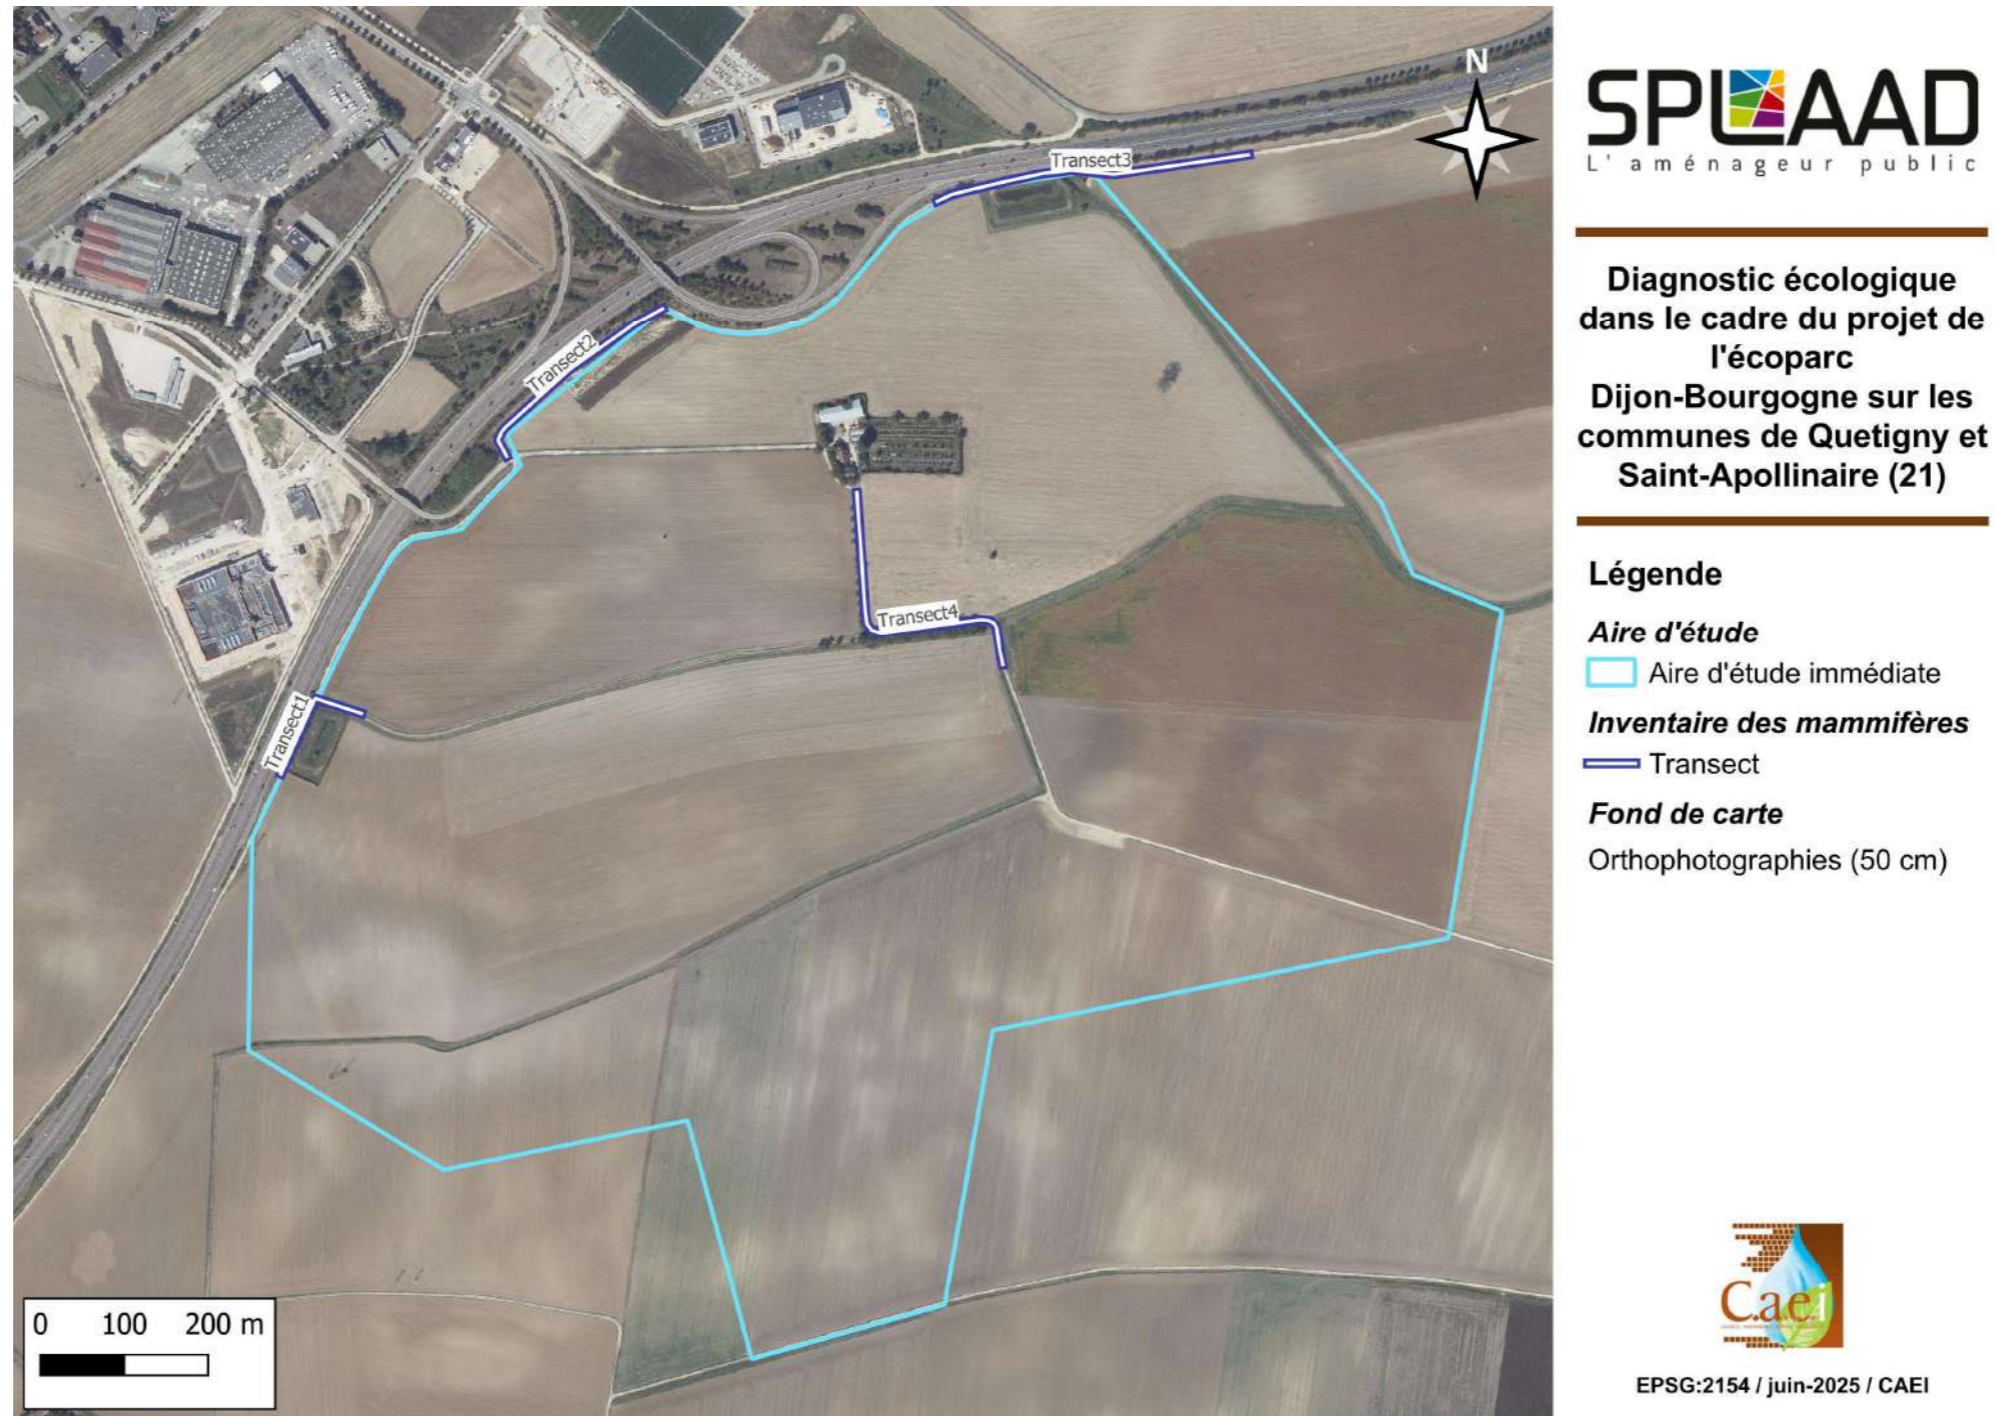 N
Transect3
Transect2
Transect4
Transect1
0 100 200 m
SPLAAD
L'aménageur public
Diagnostic écologique
dans le cadre du projet de
l'écoparc
Dijon-Bourgogne sur les
communes de Quetigny et
Saint-Apollinaire (21)
Légende
Aire d'étude
Aire d'étude immédiate
Inventaire des mammifères
Transect
Fond de carte
Orthophotographies (50 cm)
C.aei
EPSG:2154 / juin-2025 / CAEI